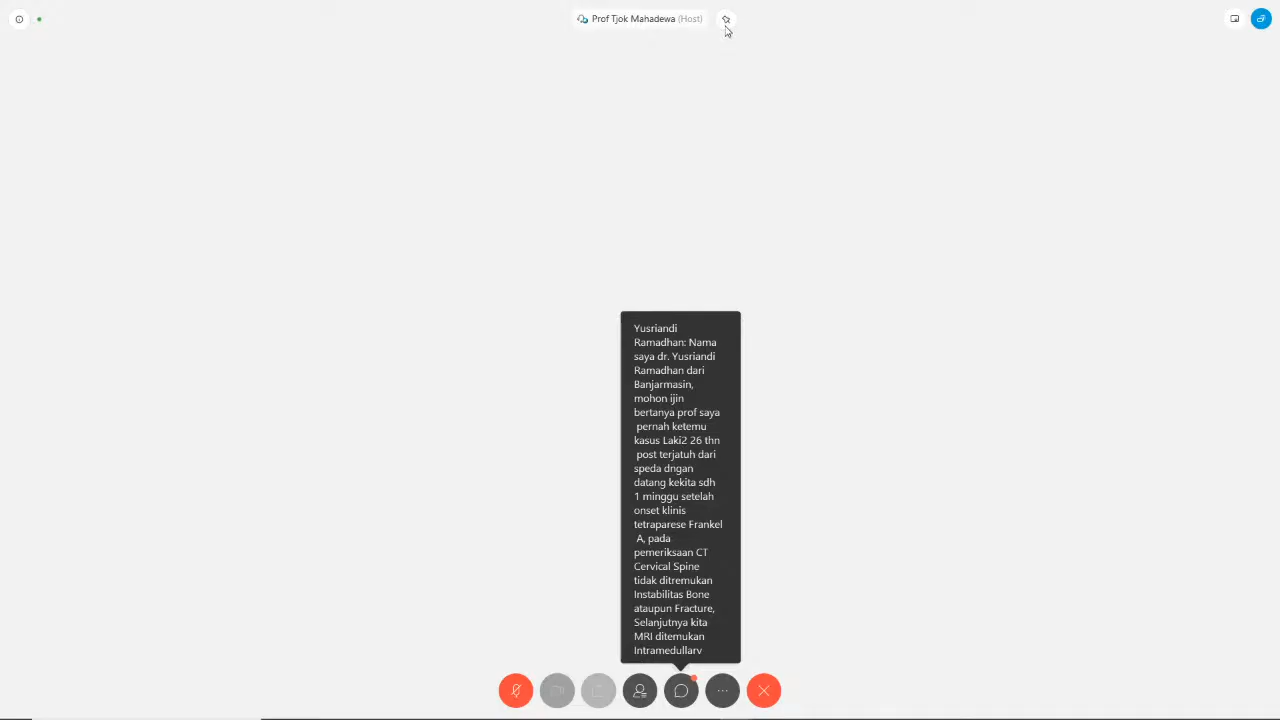 Prof Tjok Mahadewa (Host)
Yusriandi
Ramadhan: Nama
saya dr. Yusriandi
Ramadhan dari
Banjarmasin,
mohon ijin
bertanya prof saya
pernah ketemu
kasus Laki2 26 thn
post terjatuh dari
speda dngan
datang kekita sdh
1 minggu setelah
onset klinis
tetraparese Frankel
A, pada
pemeriksaan CT
Cervical Spine
tidak ditremukan
Instabilitas Bone
ataupun Fracture,
Selanjutnya kita
MRI ditemukan
Intramedullary